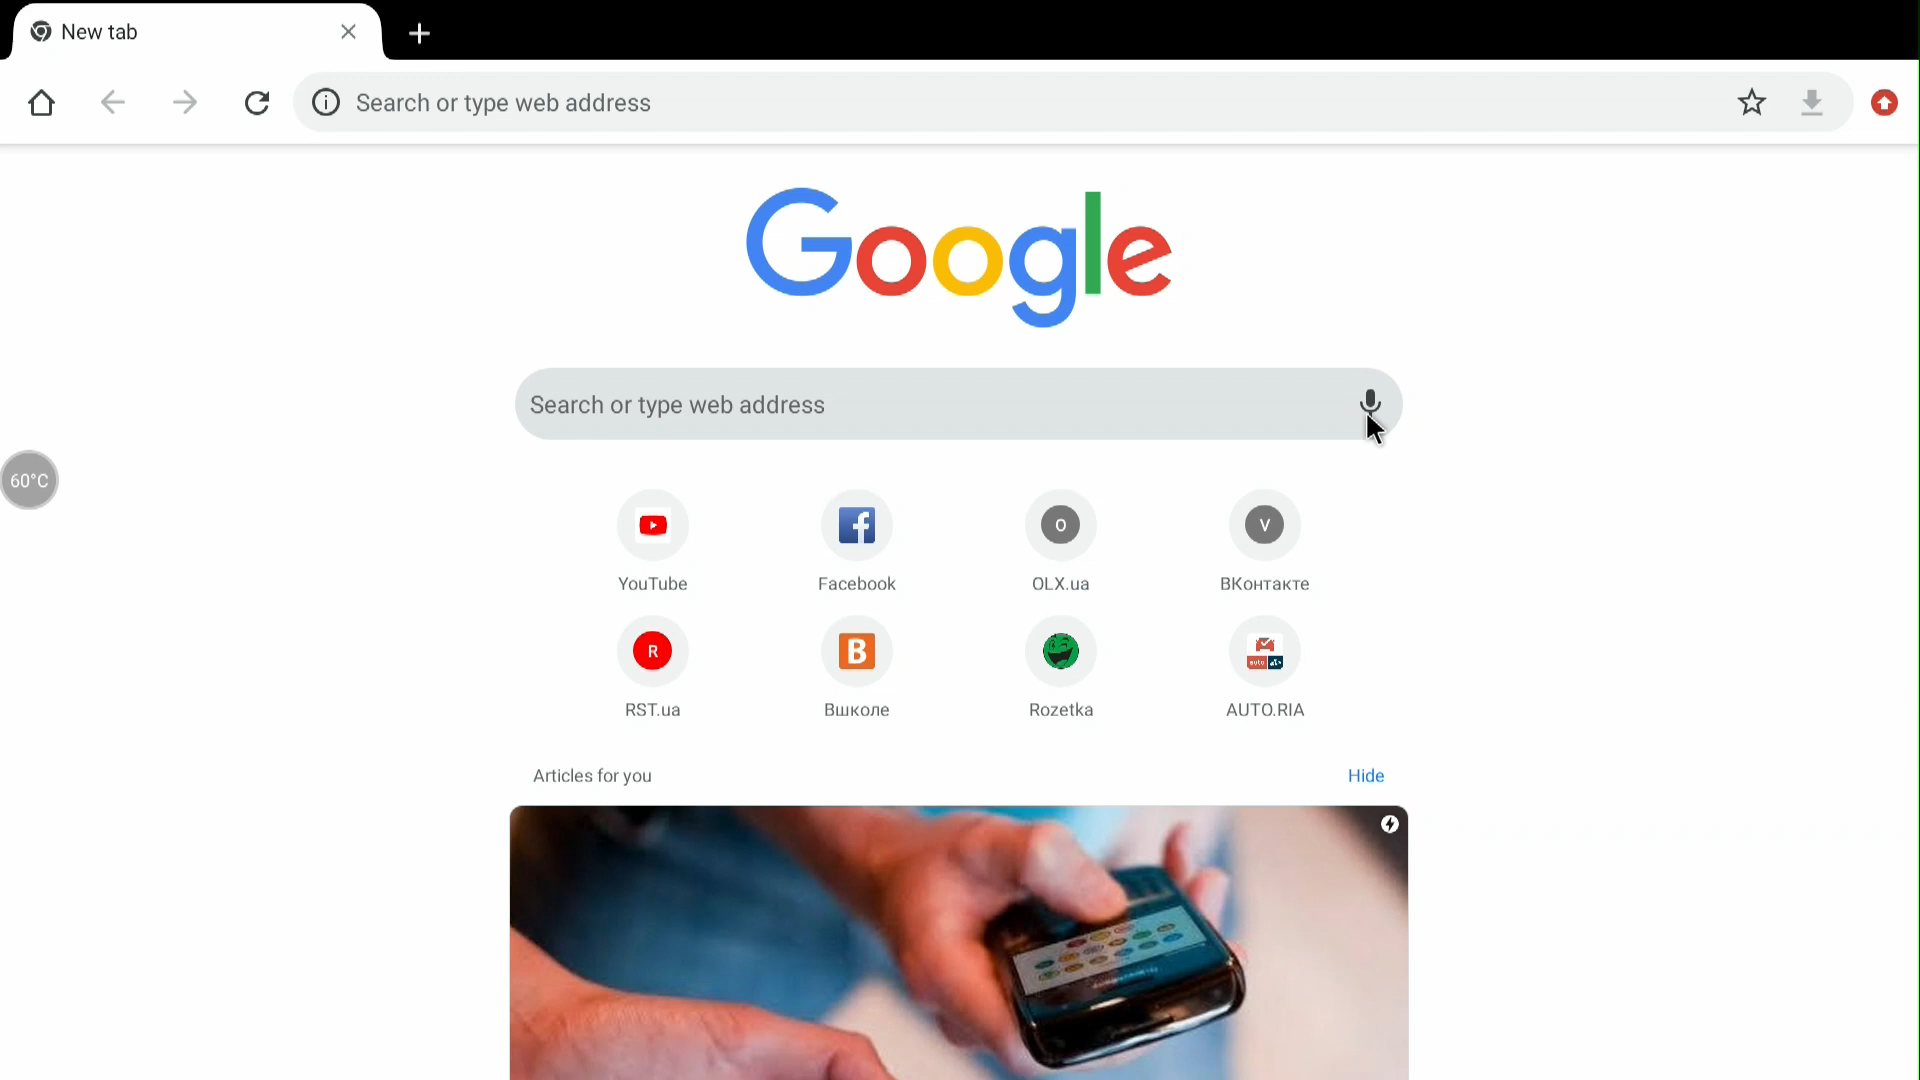 New tab
Search or type web address
Google
Search or type web address
60°C
YouTube
Facebook
O
OLX.ua
V
ВКонтакте
R
RST.ua
B
Вшколе
Rozetka
auto
AUTO.RIA
Articles for you
Hide